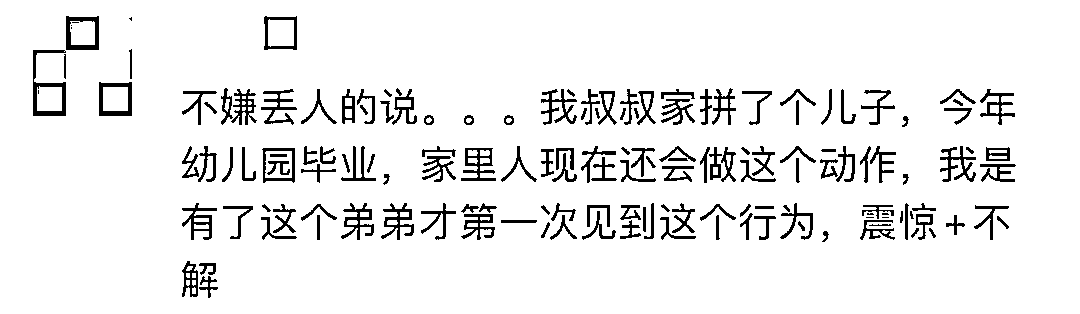 不嫌丢人的说。。。我叔叔家拼了个儿子，今年
幼儿园毕业，家里人现在还会做这个动作，我是
有了这个弟弟才第一次见到这个行为，震惊+不
解